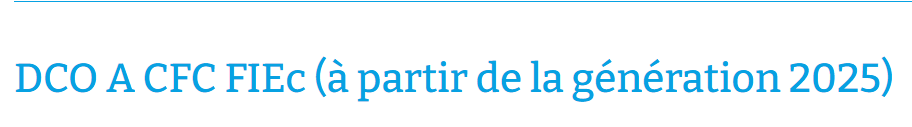 DCO A CFC FIEc (à partir de la génération 2025)